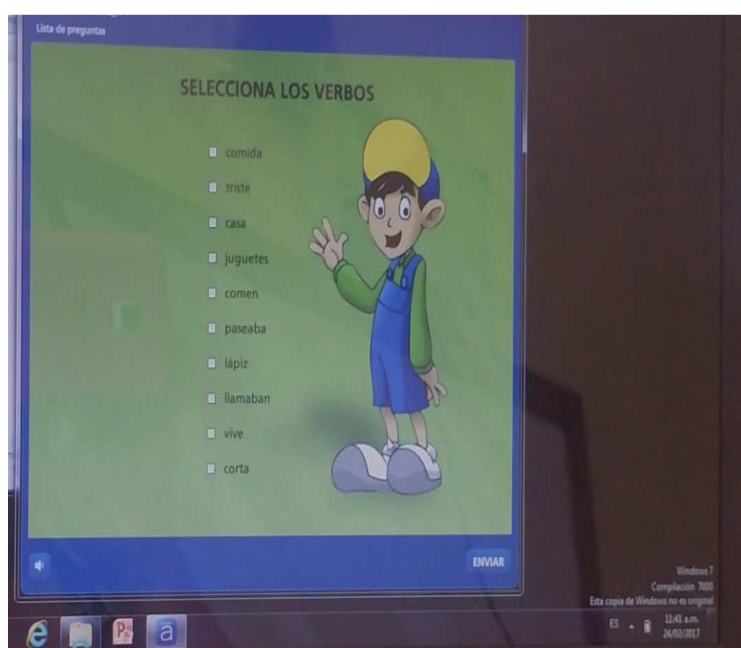 Lista de preguntas
SELECCIONA LOS VERBOS
comida
triste
casa
juguetes
comen
paseaba
lápiz
llamaban
vive
corta
ENVIAR
Windows 7
Compilación 7600
Esta copia de Windows no es original
ES
11:41 a.m.
24/02/2017